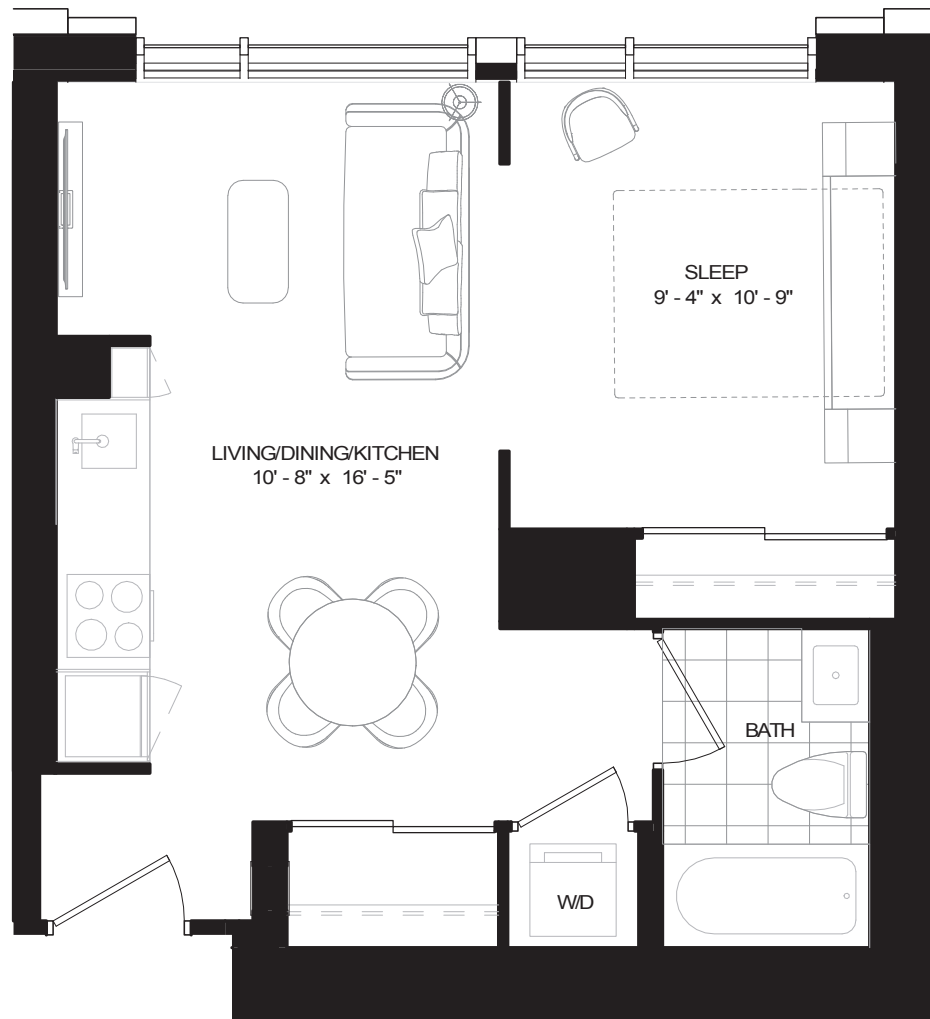 SLEEP
9' - 4" x 10' - 9"
LIVING/DINING/KITCHEN
10' - 8" x 16' - 5"
BATH
W/D